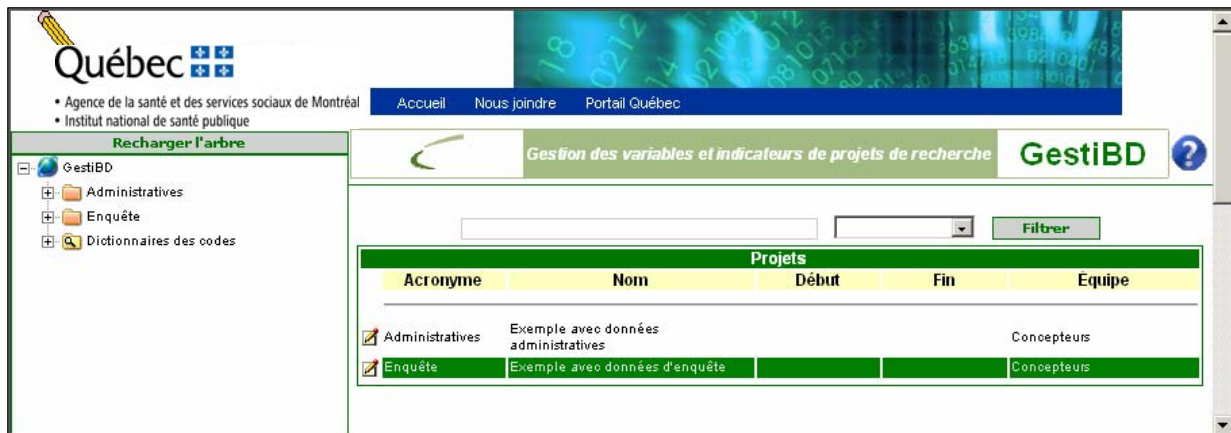 Québec
• Agence de la santé et des services sociaux de Montréal
• Institut national de santé publique
Accueil Nous joindre Portail Québec
Recharger l'arbre
GestiBD
Administratives
Enquête
Dictionnaires des codes
Gestion des variables et indicateurs de projets de recherche
GestiBD
?
Filtrer
Projets
Acronyme Nom Début Fin Équipe
Administratives Exemple avec données administratives Concepteurs
Enquête Exemple avec données d'enquête Concepteurs